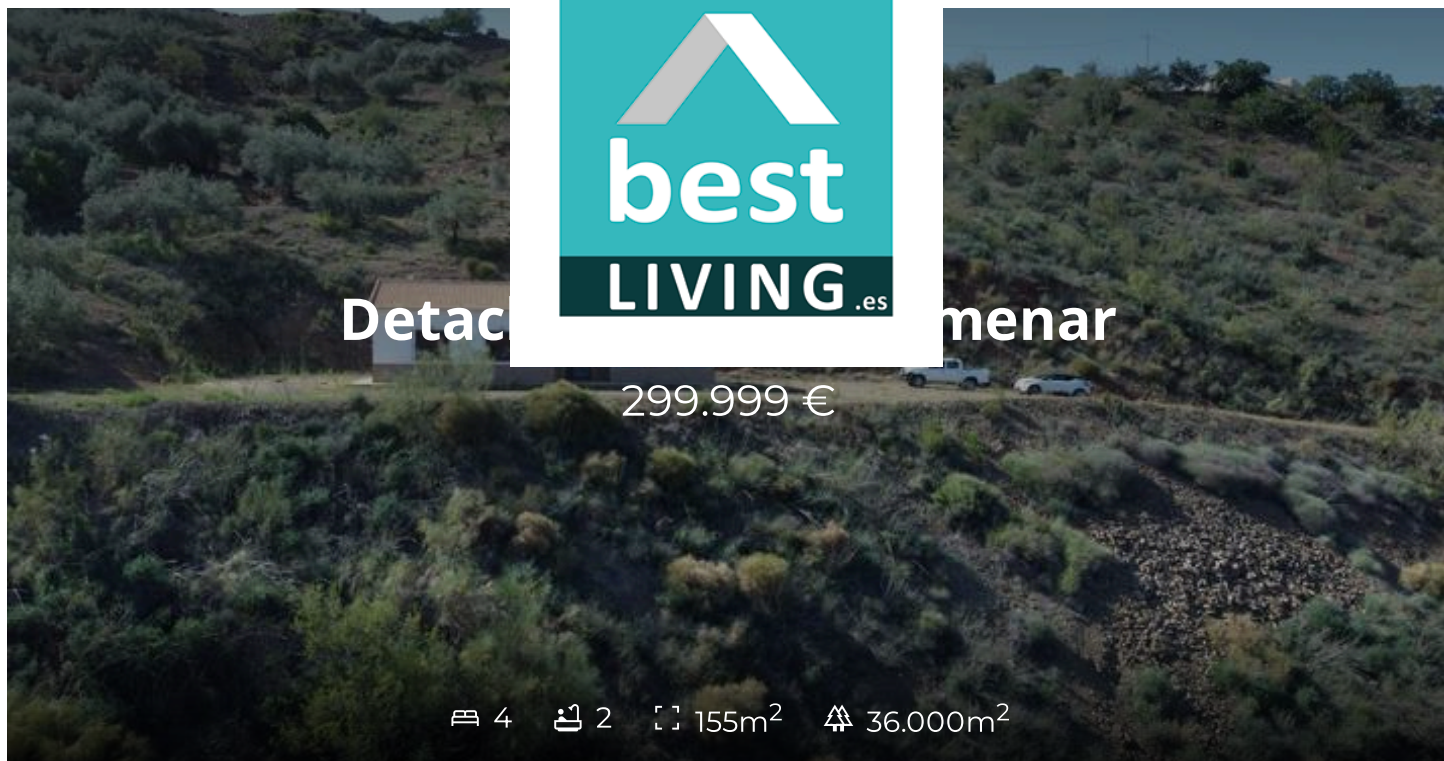 best
LIVING.es
Detac menar
299.999 €
4 2 155m² 36.000m²